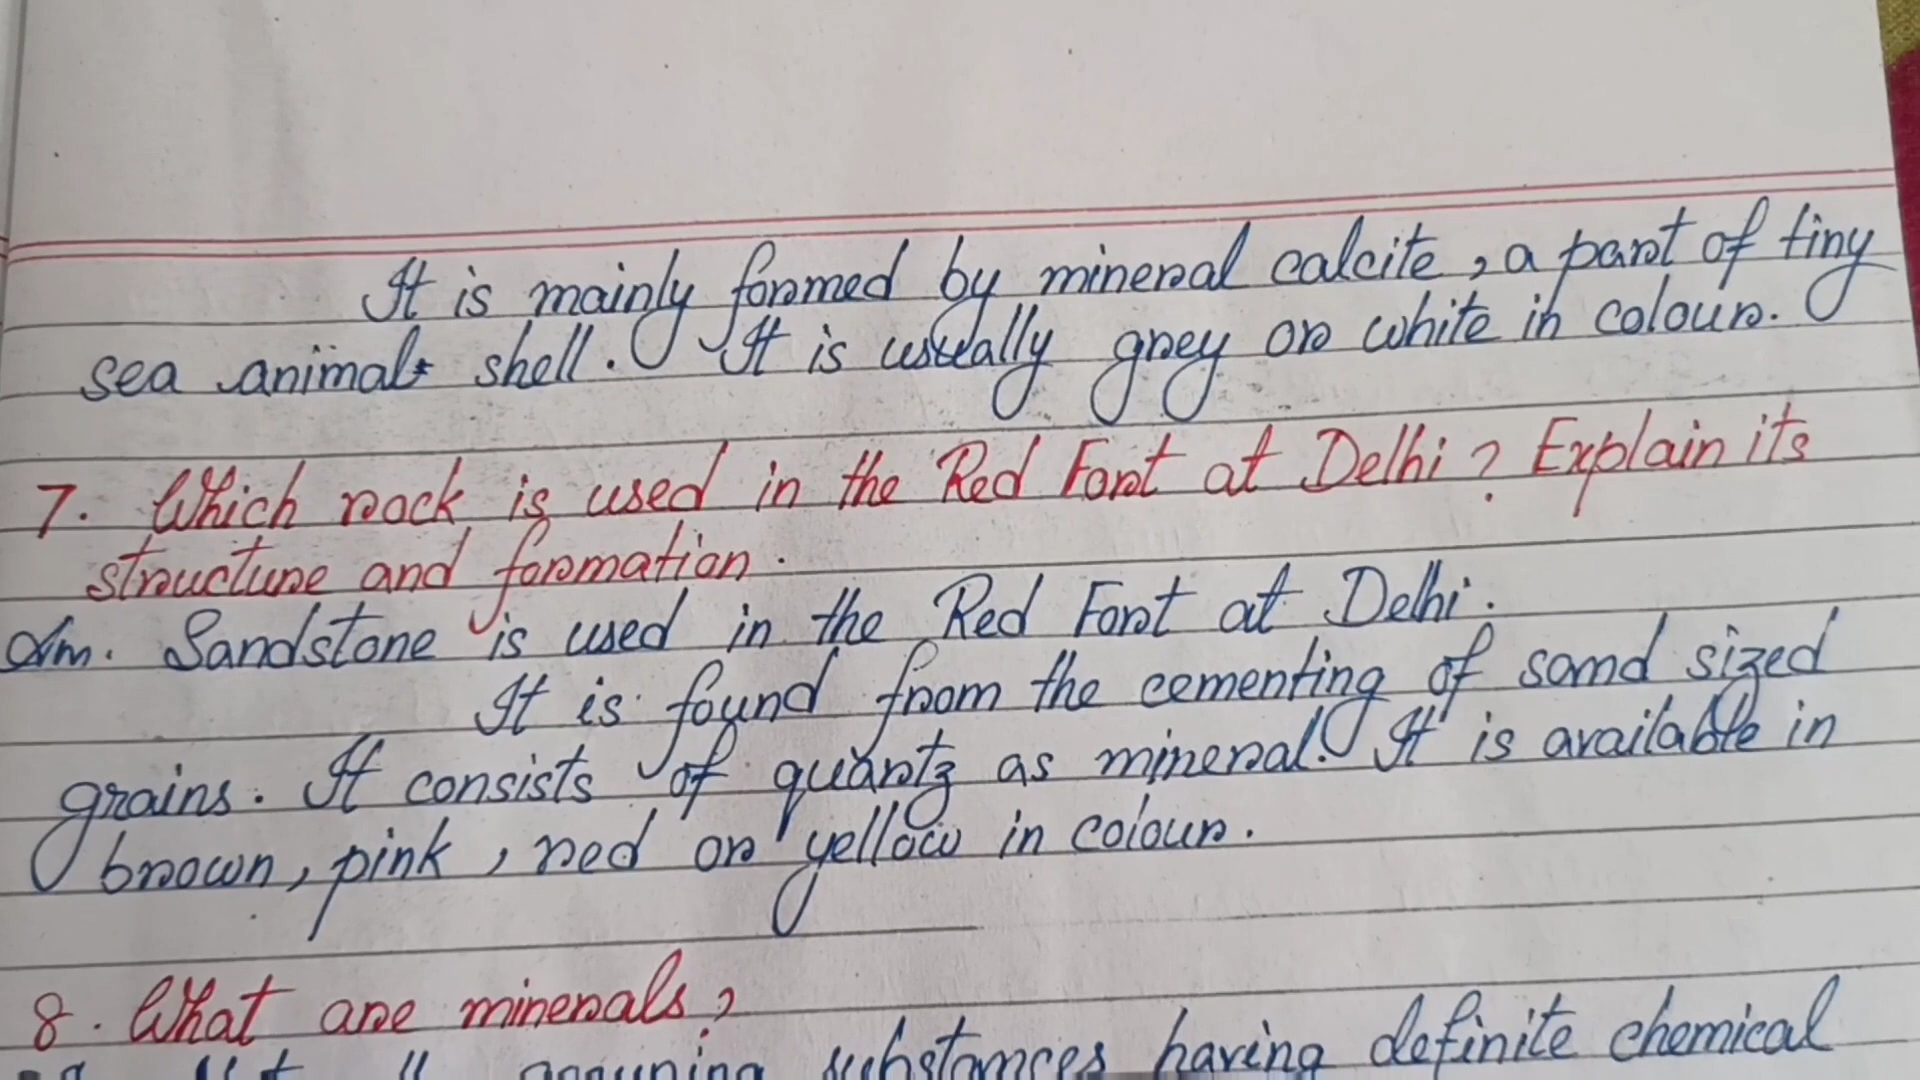 It is mainly formed by mineral calcite, a part of tiny
sea animal shell. It is usually grey or white in colour.
7. Which rock is used in the Red Fort at Delhi? Explain its
structure and formation.
Ans. Sandstone is used in the Red Fort at Delhi.
It is found from the cementing of sand sized
grains. It consists of quartz as mineral. It is available in
brown, pink, red or yellow in colour.
8. What are minerals?
substances having definite chemical